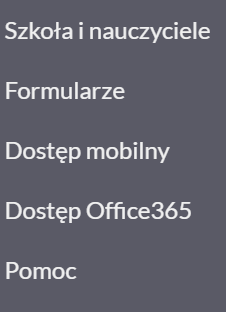 Szkoła i nauczyciele
Formularze
Dostęp mobilny
Dostęp Office365
Pomoc